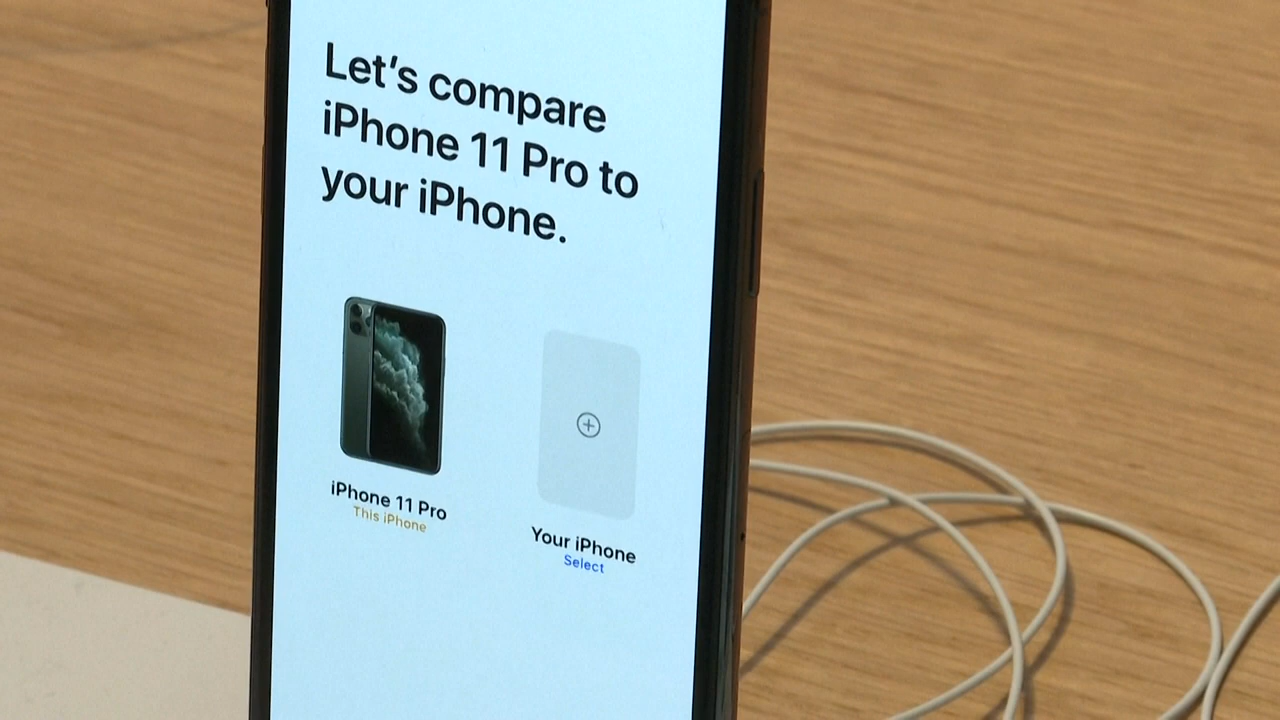 Let's compare
iPhone 11 Pro to
your iPhone.
iPhone 11 Pro
This iPhone
Your iPhone
Select